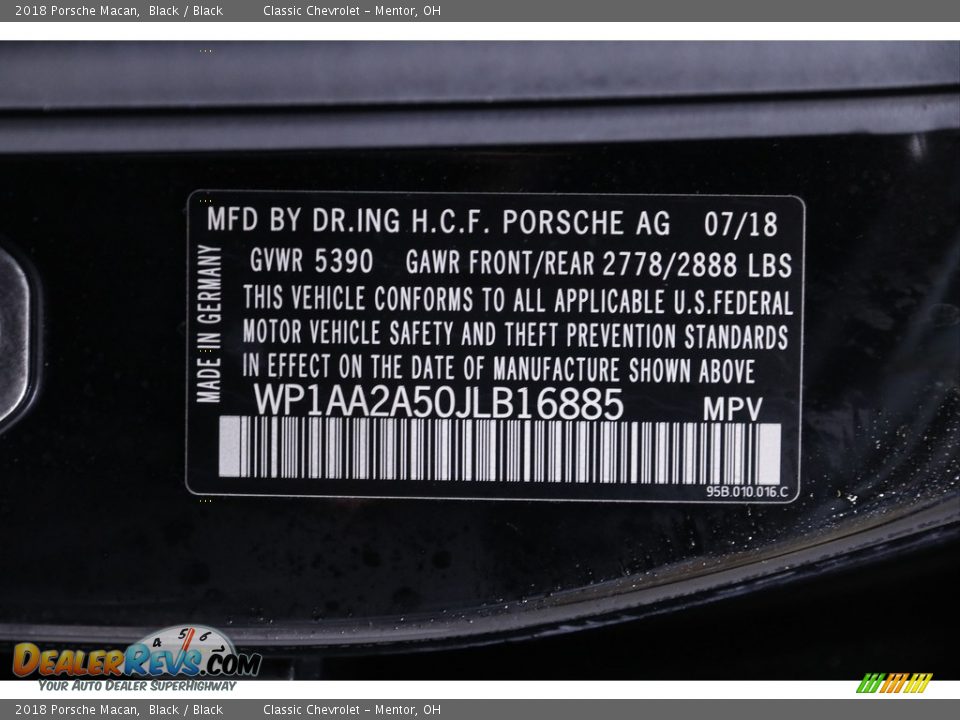 2018 Porsche Macan, Black / Black Classic Chevrolet - Mentor, OH
MFD BY DR.ING H.C.F. PORSCHE AG 07/18
GVWR 5390 GAWR FRONT/REAR 2778/2888 LBS
THIS VEHICLE CONFORMS TO ALL APPLICABLE U.S.FEDERAL
MOTOR VEHICLE SAFETY AND THEFT PREVENTION STANDARDS
IN EFFECT ON THE DATE OF MANUFACTURE SHOWN ABOVE
MADE IN GERMANY
WP1AA2A50JLB16885 MPV
95B.010.016.C
4 5 6
DEALERREVS.COM
YOUR AUTO DEALER SUPERHIGHWAY
2018 Porsche Macan, Black / Black Classic Chevrolet - Mentor, OH